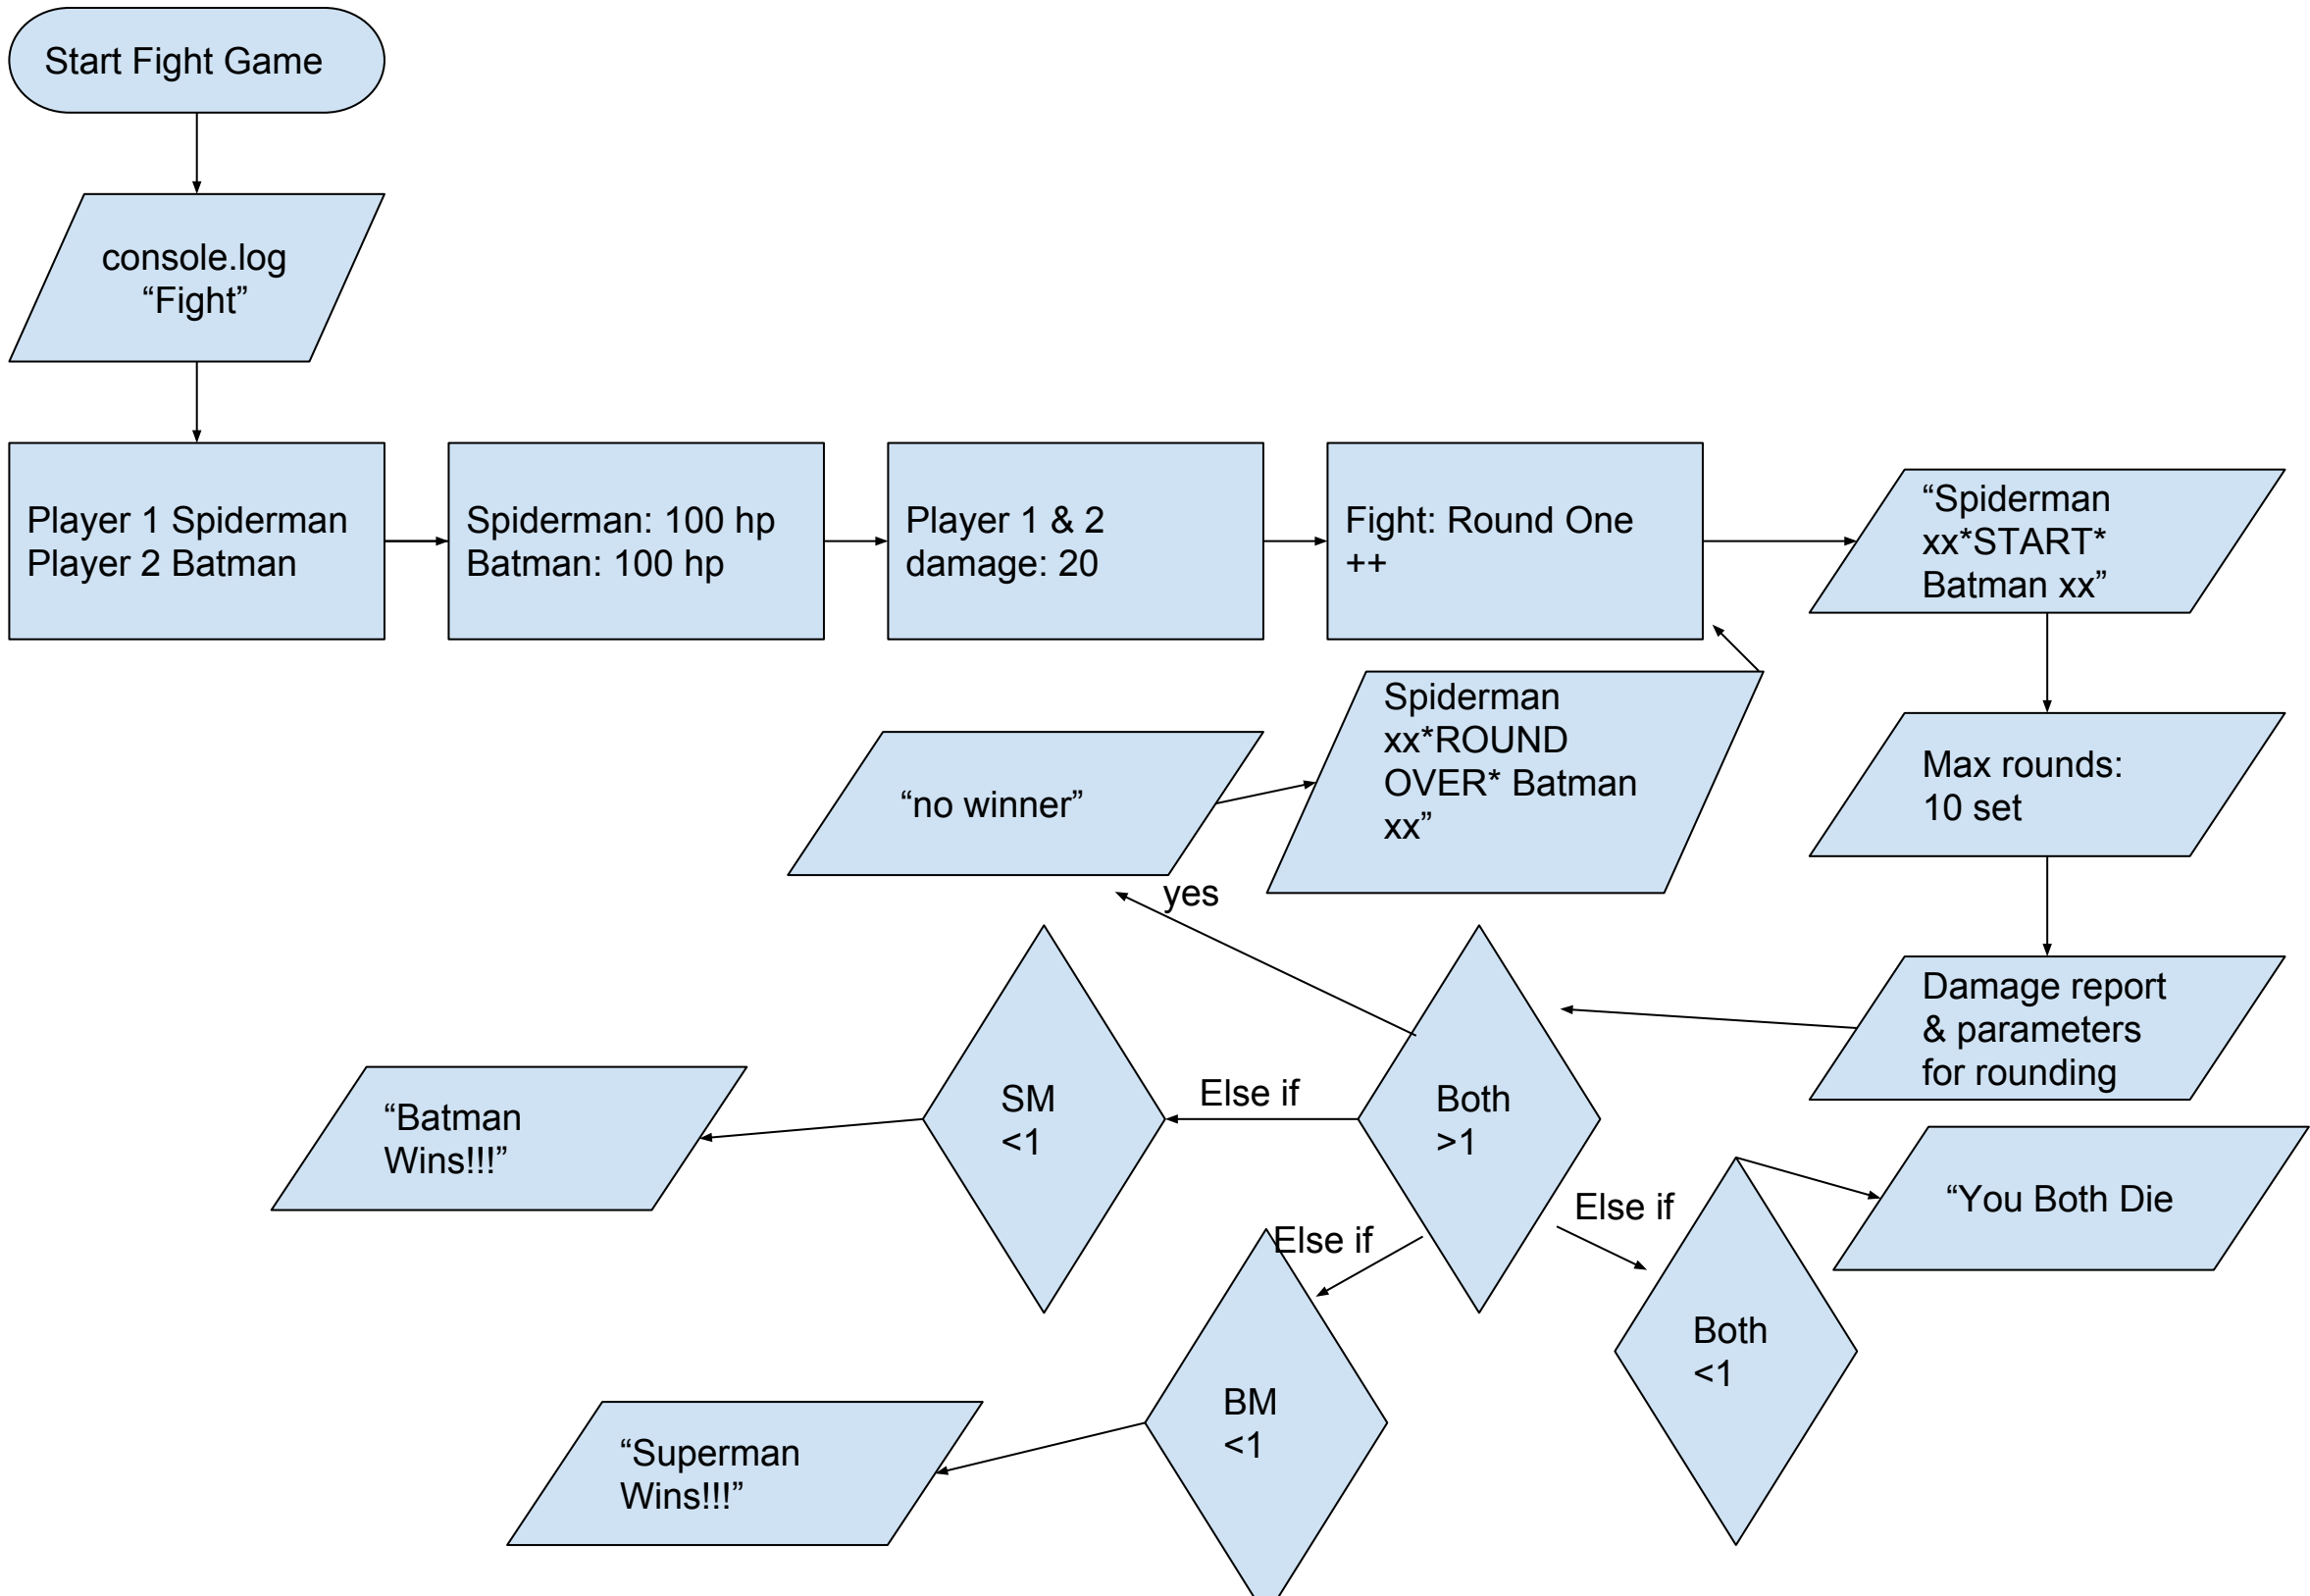 Start Fight Game
console.log
“Fight”
Player 1 Spiderman
Player 2 Batman
Spiderman: 100 hp
Batman: 100 hp
Player 1 & 2
damage: 20
Fight: Round One
++
“Spiderman
xx*START*
Batman xx”
Max rounds:
10 set
Damage report
& parameters
for rounding
Both
>1
yes
“no winner”
Spiderman
xx*ROUND
OVER* Batman
xx”
Else if
SM
<1
“Batman
Wins!!!”
Else if
BM
<1
“Superman
Wins!!!”
Else if
Both
<1
“You Both Die